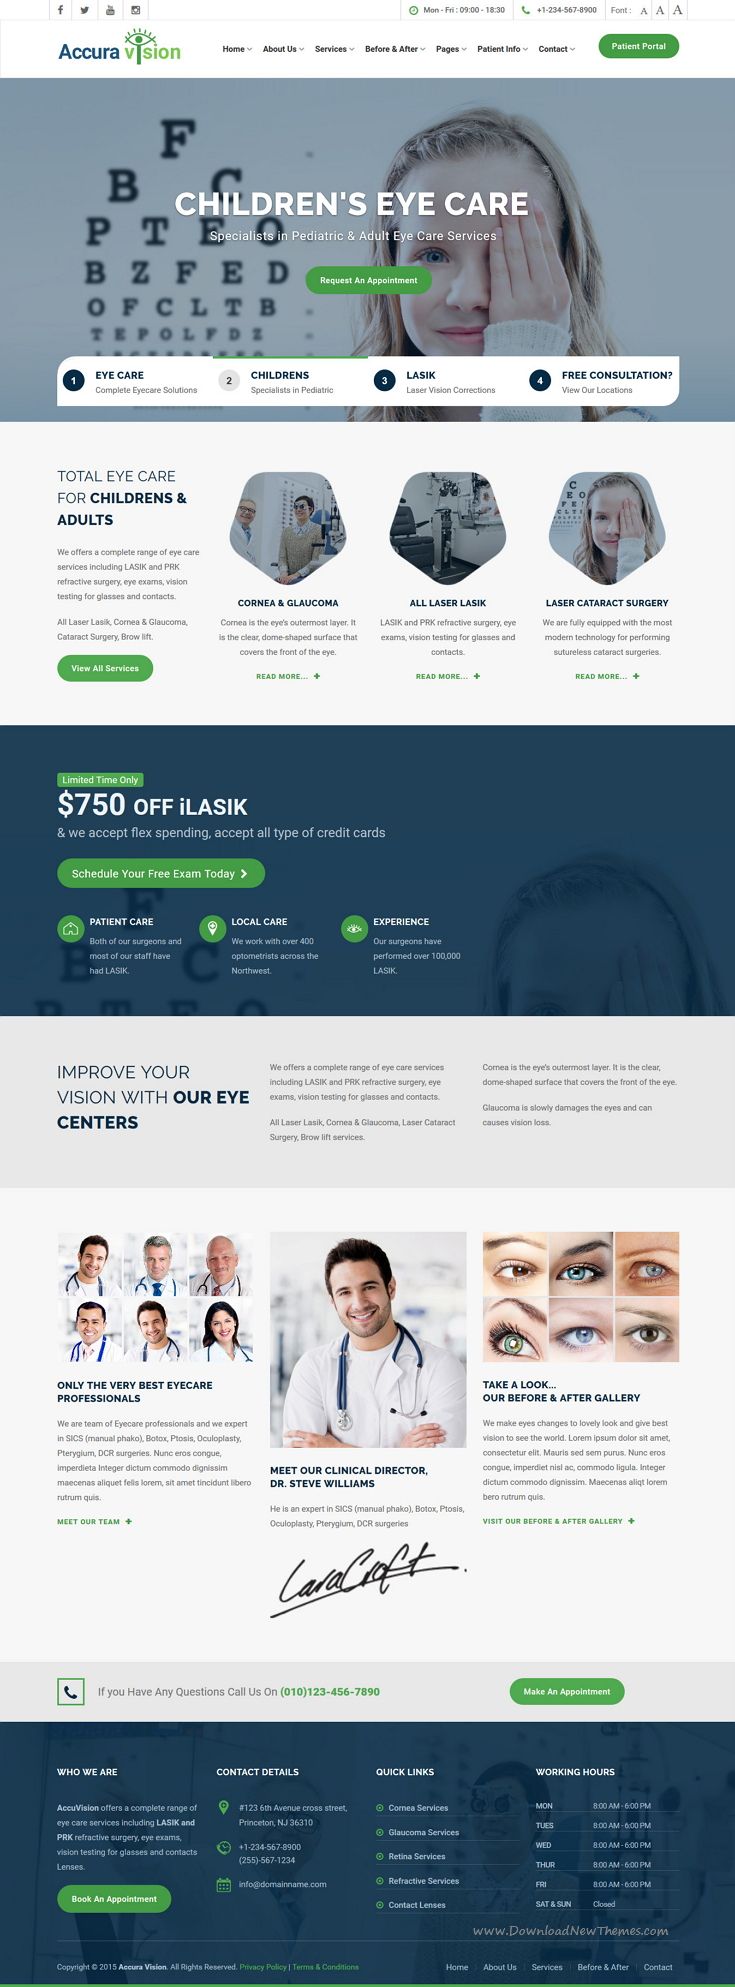 Mon - Fri : 09:00 - 18:30 +1-234-567-8900 Font : A A A
Accura vision
Home About Us Services Before & After Pages Patient Info Contact Patient Portal
F
B C
P T E O
B Z F E D
O F C L T B
T E P O L F D Z
CHILDREN'S EYE CARE
Specialists in Pediatric & Adult Eye Care Services
Request An Appointment
1 EYE CARE
Complete Eyecare Solutions
2 CHILDRENS
Specialists in Pediatric
3 LASIK
Laser Vision Corrections
4 FREE CONSULTATION?
View Our Locations
TOTAL EYE CARE
FOR CHILDRENS &
ADULTS
We offers a complete range of eye care
services including LASIK and PRK
refractive surgery, eye exams, vision
testing for glasses and contacts.
All Laser Lasik, Cornea & Glaucoma,
Cataract Surgery, Brow lift.
View All Services
CORNEA & GLAUCOMA
Cornea is the eye's outermost layer. It
is the clear, dome-shaped surface that
covers the front of the eye.
READ MORE...
ALL LASER LASIK
LASIK and PRK refractive surgery, eye
exams, vision testing for glasses and
contacts.
READ MORE...
LASER CATARACT SURGERY
We are fully equipped with the most
modern technology for performing
sutureless cataract surgeries.
READ MORE...
Limited Time Only
$750 OFF iLASIK
& we accept flex spending, accept all type of credit cards
Schedule Your Free Exam Today
PATIENT CARE
Both of our surgeons and
most of our staff have
had LASIK.
LOCAL CARE
We work with over 400
optometrists across the
Northwest.
EXPERIENCE
Our surgeons have
performed over 100,000
LASIK.
IMPROVE YOUR
VISION WITH OUR EYE
CENTERS
We offers a complete range of eye care services
including LASIK and PRK refractive surgery, eye
exams, vision testing for glasses and contacts.
All Laser Lasik, Cornea & Glaucoma, Laser Cataract
Surgery, Brow lift services.
Cornea is the eye's outermost layer. It is the clear,
dome-shaped surface that covers the front of the eye.
Glaucoma is slowly damages the eyes and can
causes vision loss.
ONLY THE VERY BEST EYECARE
PROFESSIONALS
We are team of Eyecare professionals and we expert
in SICS (manual phako), Botox, Ptosis, Oculoplasty,
Pterygium, DCR surgeries. Nunc eros congue,
imperdieta Integer dictum commodo dignissim
maecenas aliquet felis lorem, sit amet tincidunt libero
rutrum quis.
MEET OUR TEAM
MEET OUR CLINICAL DIRECTOR,
DR. STEVE WILLIAMS
He is an expert in SICS (manual phako), Botox, Ptosis,
Oculoplasty, Pterygium, DCR surgeries
LaraCroft
TAKE A LOOK...
OUR BEFORE & AFTER GALLERY
We make eyes changes to lovely look and give best
vision to see the world. Lorem ipsum dolor sit amet,
consectetur elit. Mauris sed sem purus. Nunc eros
congue, imperdiet nisl ac, commodo ligula. Integer
dictum commodo dignissim. Maecenas aliqt lorem
bero rutrum quis.
VISIT OUR BEFORE & AFTER GALLERY
If you Have Any Questions Call Us On (010)123-456-7890
Make An Appointment
WHO WE ARE
AccuVision offers a complete range of
eye care services including LASIK and
PRK refractive surgery, eye exams,
vision testing for glasses and contacts
Lenses.
Book An Appointment
CONTACT DETAILS
#123 6th Avenue cross street,
Princeton, NJ 36310
+1-234-567-8900
(255)-567-1234
info@domainname.com
QUICK LINKS
Cornea Services
Glaucoma Services
Retina Services
Refractive Services
Contact Lenses
WORKING HOURS
MON 8:00 AM - 6:00 PM
TUES 8:00 AM - 6:00 PM
WED 8:00 AM - 6:00 PM
THUR 8:00 AM - 6:00 PM
FRI 8:00 AM - 6:00 PM
SAT & SUN Closed
www.DownloadNewThemes.com
Copyright © 2015 Accura Vision. All Rights Reserved. Privacy Policy | Terms & Conditions
Home About Us Services Before & After Contact